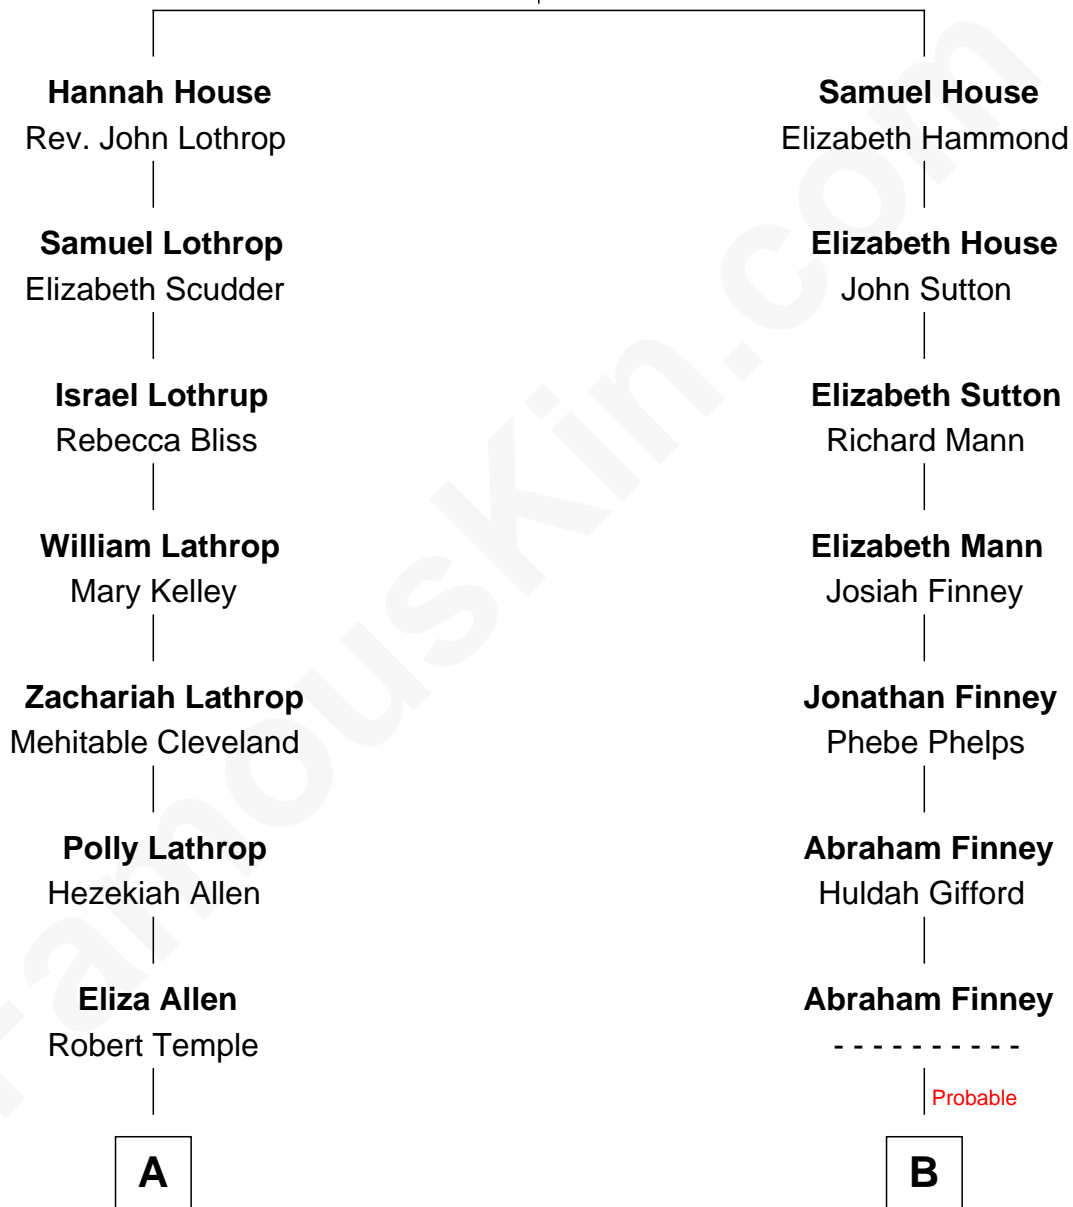 Hannah House
Rev. John Lothrop
Samuel Lothrop
Elizabeth Scudder
Israel Lothrup
Rebecca Bliss
William Lathrop
Mary Kelley
Zachariah Lathrop
Mehitable Cleveland
Polly Lathrop
Hezekiah Allen
Eliza Allen
Robert Temple
A
Samuel House
Elizabeth Hammond
Elizabeth House
John Sutton
Elizabeth Sutton
Richard Mann
Elizabeth Mann
Josiah Finney
Jonathan Finney
Phebe Phelps
Abraham Finney
Huldah Gifford
Abraham Finney
- - - - - - - - - -
Probable
B
FamousKin.com